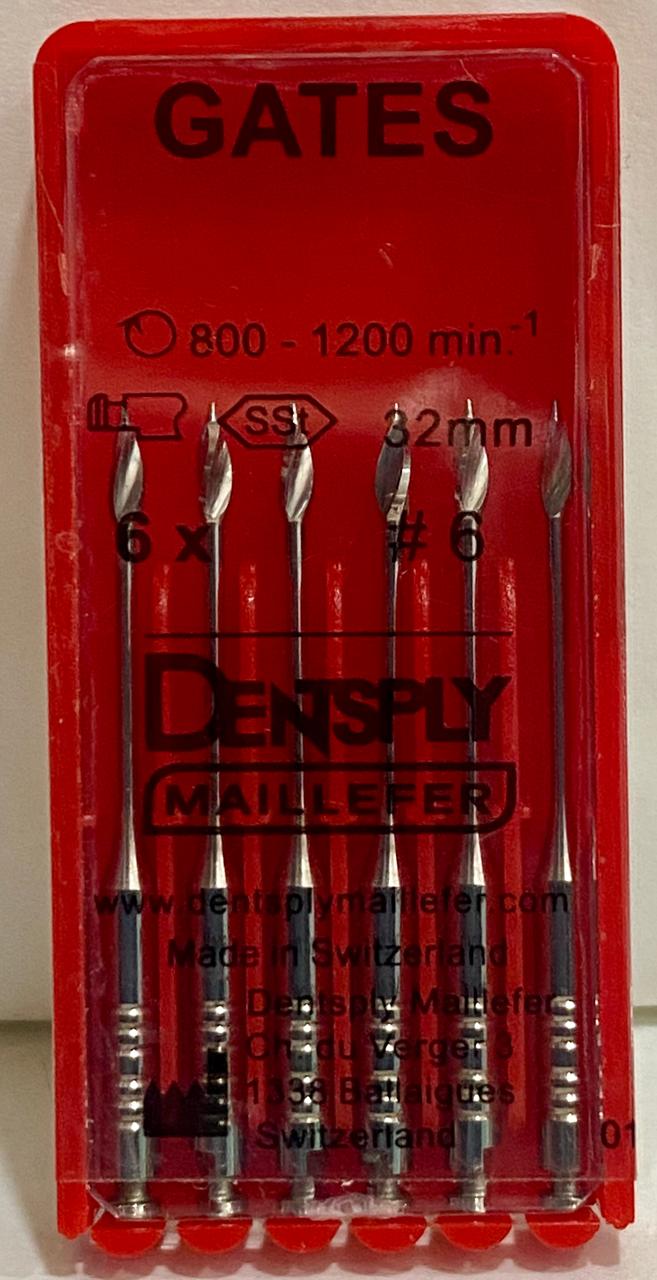 GATES
800 - 1200 min.⁻¹
SSt 32mm
6 x # 6
DENTSPLY
MAILLEFER
www.dentsplymaillefer.com
Made in Switzerland
Dentsply Maillefer
Ch. du Verger 3
1338 Ballaigues
Switzerland
01